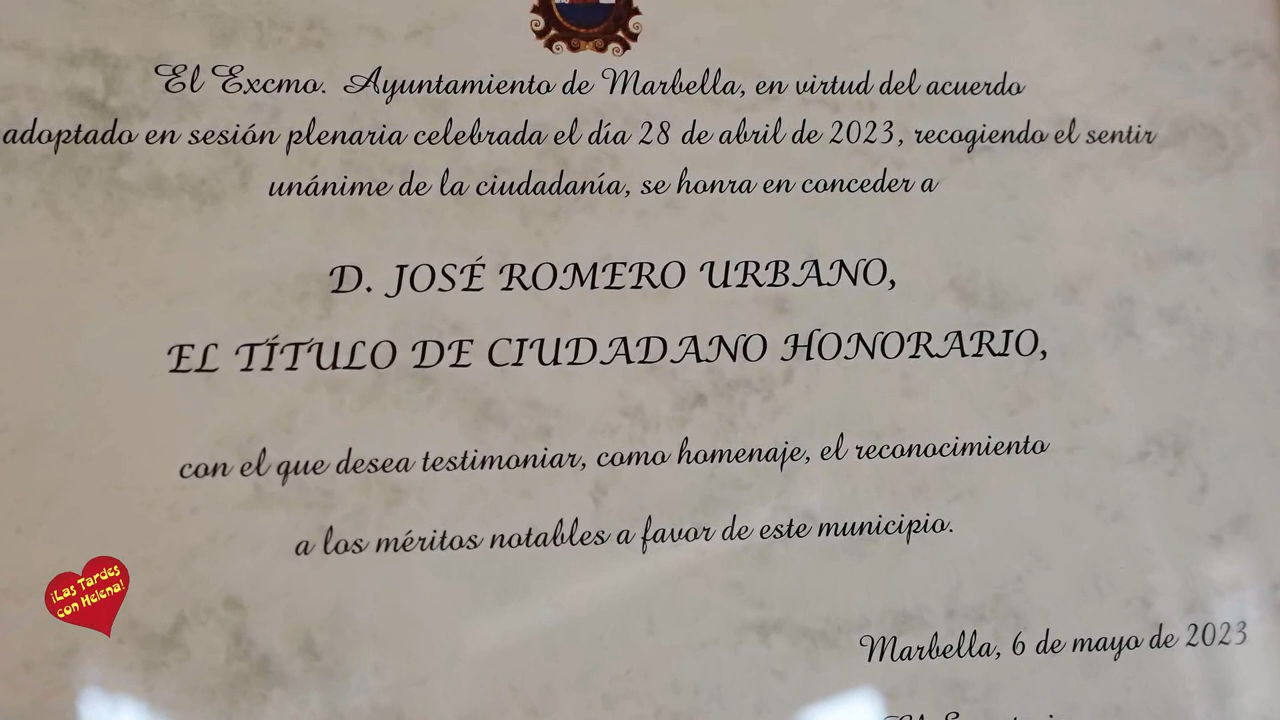 El Excmo. Ayuntamiento de Marbella, en virtud del acuerdo
adoptado en sesión plenaria celebrada el día 28 de abril de 2023, recogiendo el sentir
unánime de la ciudadanía, se honra en conceder a
D. JOSÉ ROMERO URBANO,
EL TÍTULO DE CIUDADANO HONORARIO,
con el que desea testimoniar, como homenaje, el reconocimiento
a los méritos notables a favor de este municipio.
¡Las Tardes
con Helena!
Marbella, 6 de mayo de 2023